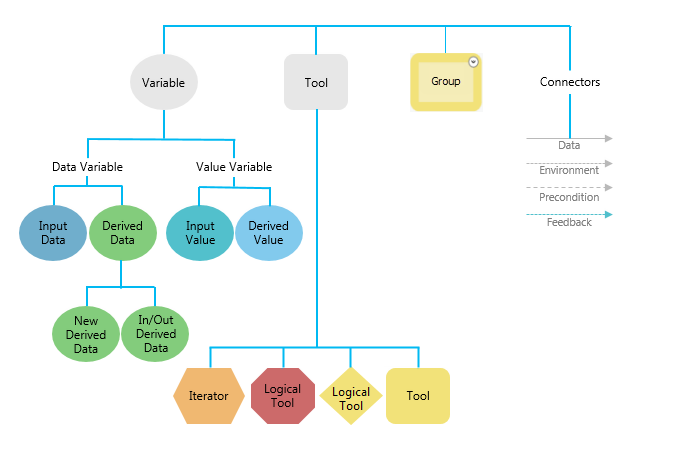 Variable
Tool
Group
Connectors
Data
Environment
Precondition
Feedback
Data Variable
Value Variable
Input
Data
Derived
Data
Input
Value
Derived
Value
New
Derived
Data
In/Out
Derived
Data
Iterator
Logical
Tool
Logical
Tool
Tool